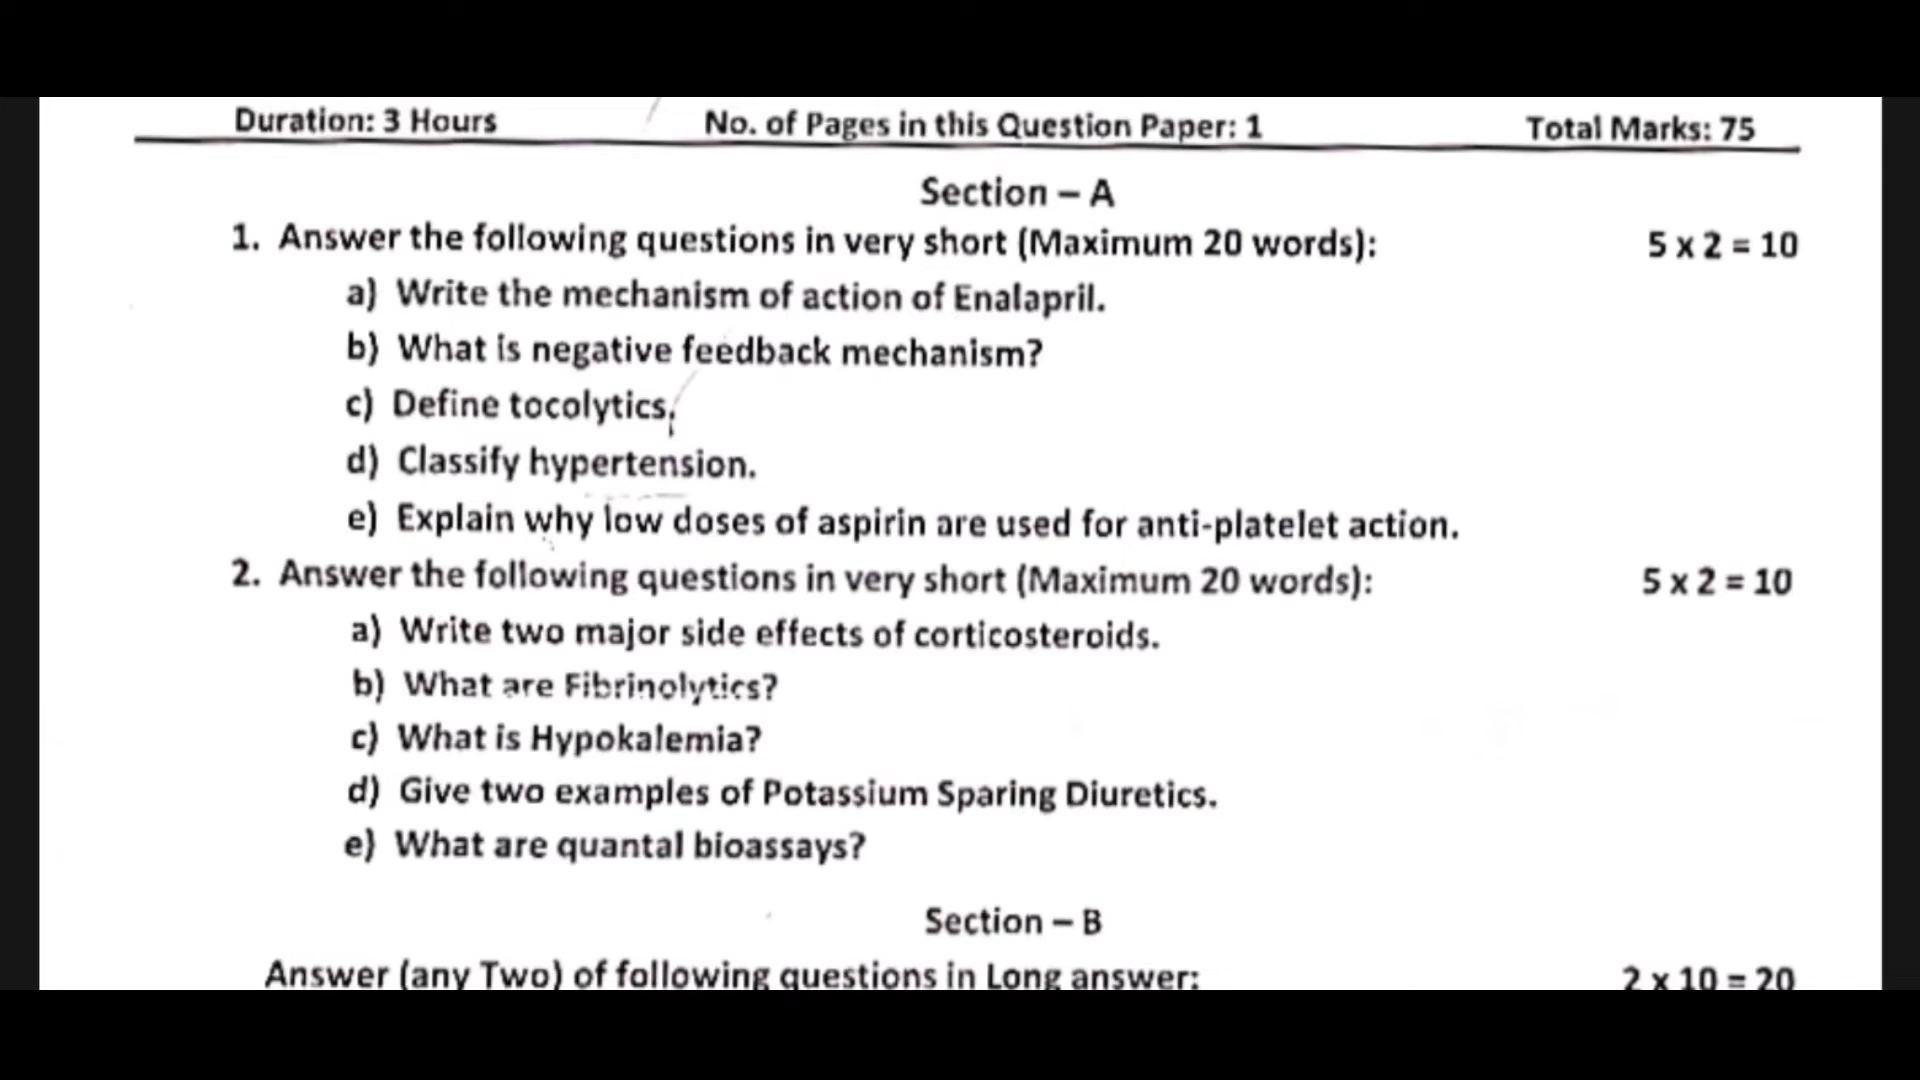 Duration: 3 Hours No. of Pages in this Question Paper: 1 Total Marks: 75
Section – A
1. Answer the following questions in very short (Maximum 20 words): 5 x 2 = 10
a) Write the mechanism of action of Enalapril.
b) What is negative feedback mechanism?
c) Define tocolytics.
d) Classify hypertension.
e) Explain why low doses of aspirin are used for anti-platelet action.
2. Answer the following questions in very short (Maximum 20 words): 5 x 2 = 10
a) Write two major side effects of corticosteroids.
b) What are Fibrinolytics?
c) What is Hypokalemia?
d) Give two examples of Potassium Sparing Diuretics.
e) What are quantal bioassays?
Section – B
Answer (any Two) of following questions in Long answer: 2 x 10 = 20